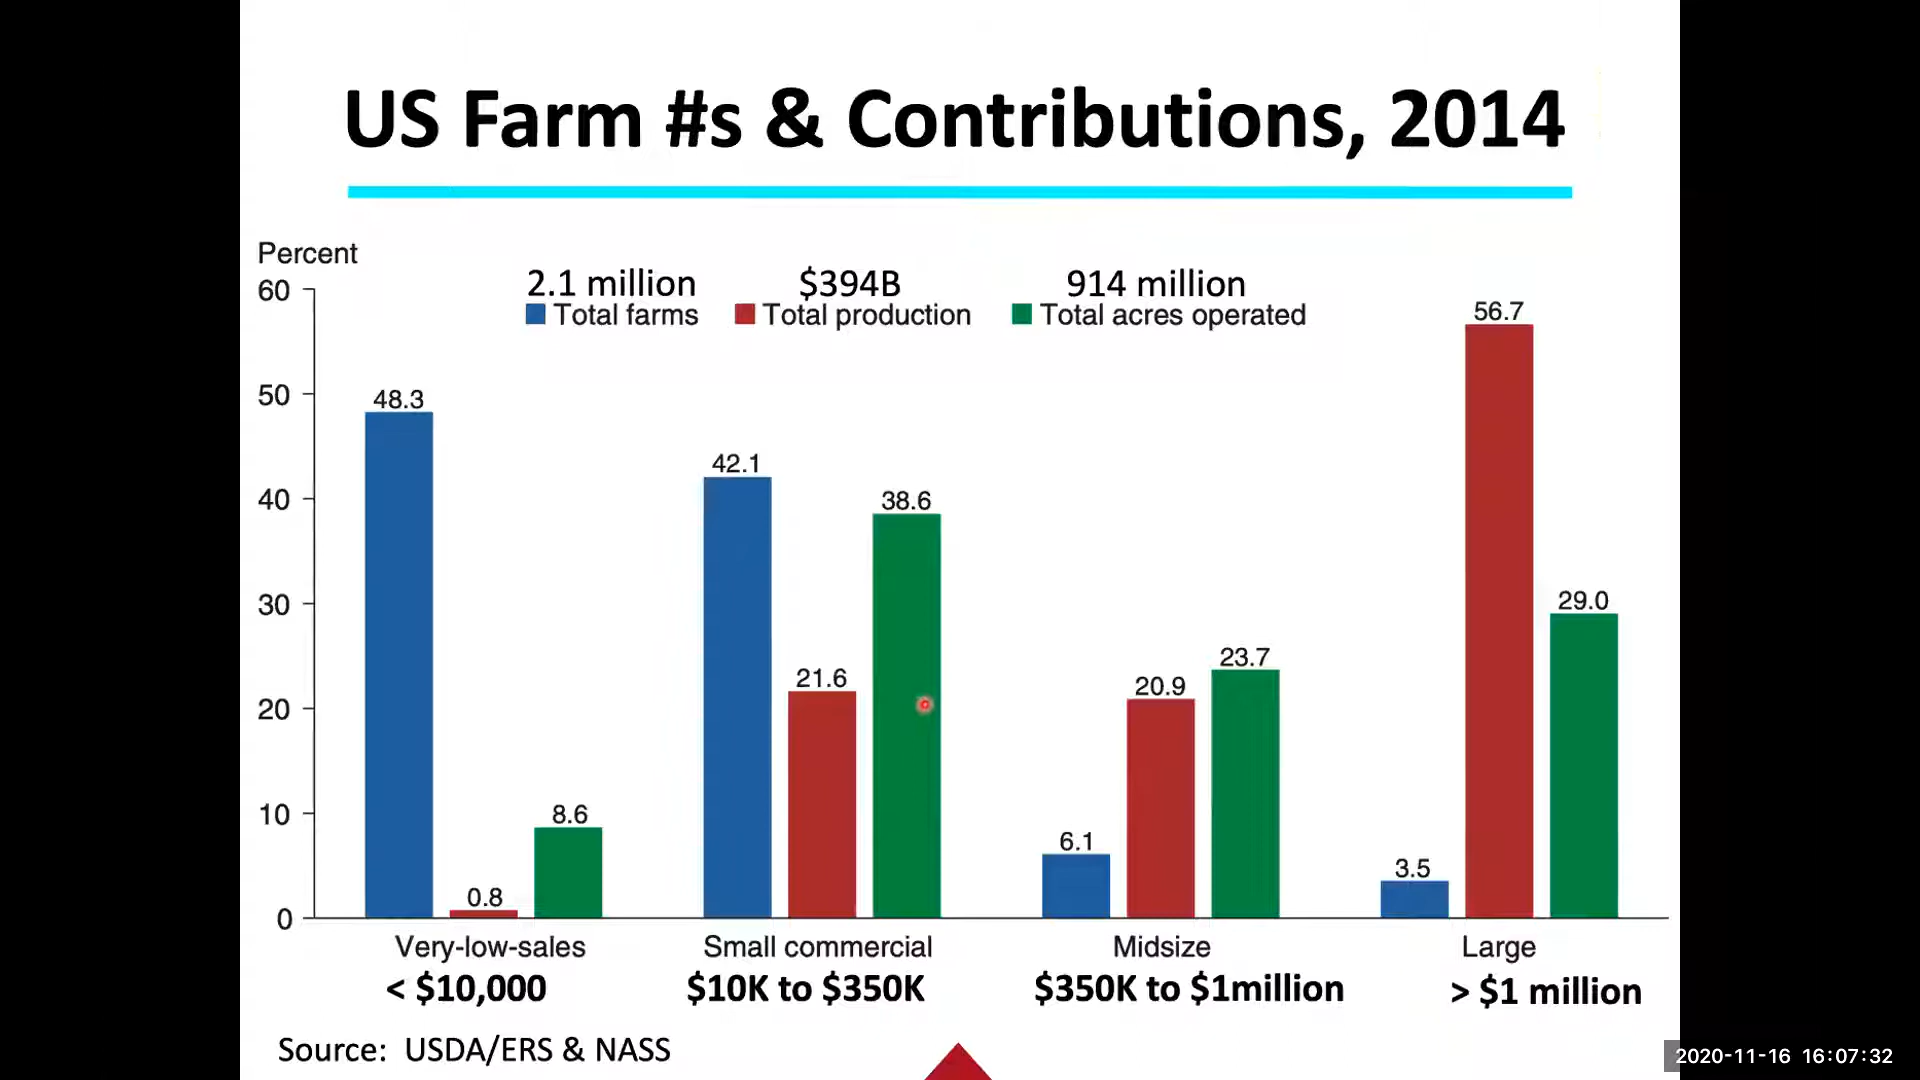 US Farm #s & Contributions, 2014
Percent
2.1 million $394B 914 million
Total farms Total production Total acres operated
60
50
40
30
20
10
0
48.3
0.8
8.6
42.1
21.6
38.6
6.1
20.9
23.7
3.5
56.7
29.0
Very-low-sales Small commercial Midsize Large
< $10,000 $10K to $350K $350K to $1million > $1 million
Source: USDA/ERS & NASS
2020-11-16 16:07:32